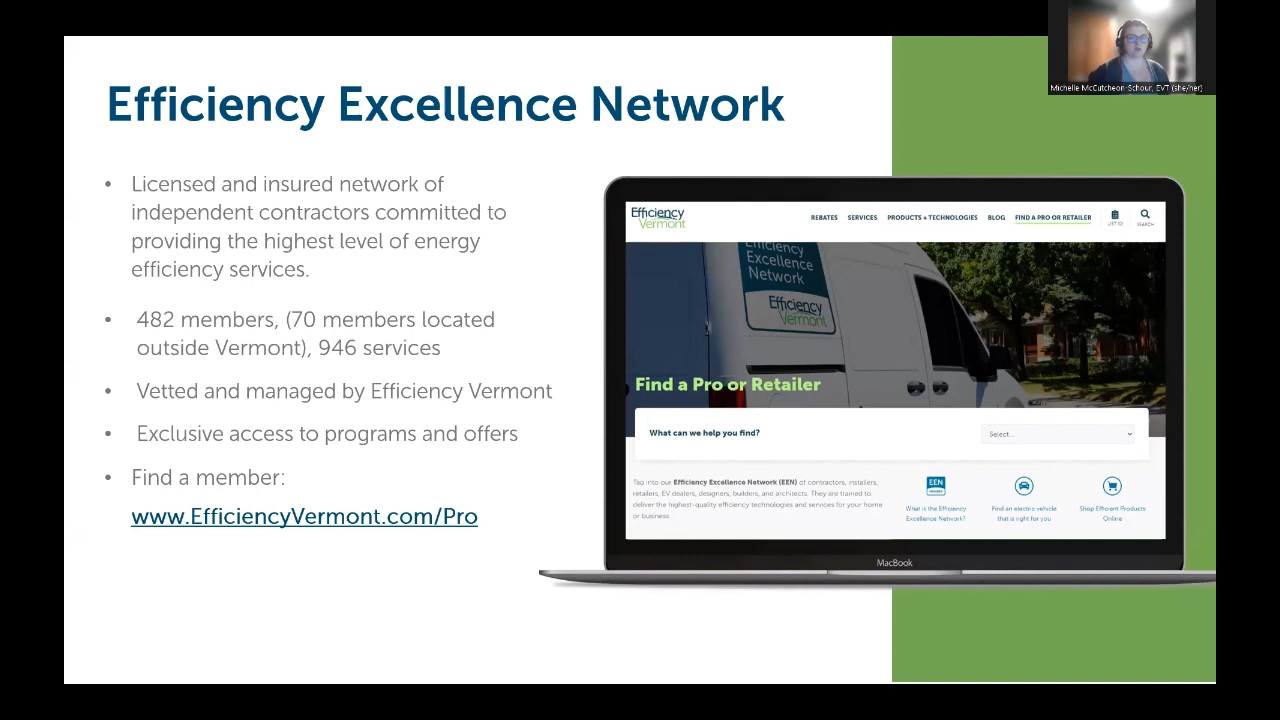 Michelle McCutcheon-Schour, EVT (she/her)
Efficiency Excellence Network
• Licensed and insured network of
independent contractors committed to
providing the highest level of energy
efficiency services.
• 482 members, (70 members located
outside Vermont), 946 services
• Vetted and managed by Efficiency Vermont
• Exclusive access to programs and offers
• Find a member:
www.EfficiencyVermont.com/Pro
Efficiency
Vermont
REBATES SERVICES PRODUCTS + TECHNOLOGIES BLOG FIND A PRO OR RETAILER
SEARCH
Efficiency
Excellence
Network
Efficiency
Vermont
Find a Pro or Retailer
What can we help you find?
Select...
Tap into our Efficiency Excellence Network (EEN) of contractors, installers,
retailers, EV dealers, designers, builders, and architects. They are trained to
deliver the highest-quality efficiency technologies and services for your home
or business.
EEN
MEMBER
What is the Efficiency
Excellence Network?
Find an electric vehicle
that is right for you
Shop Efficient Products
Online
MacBook